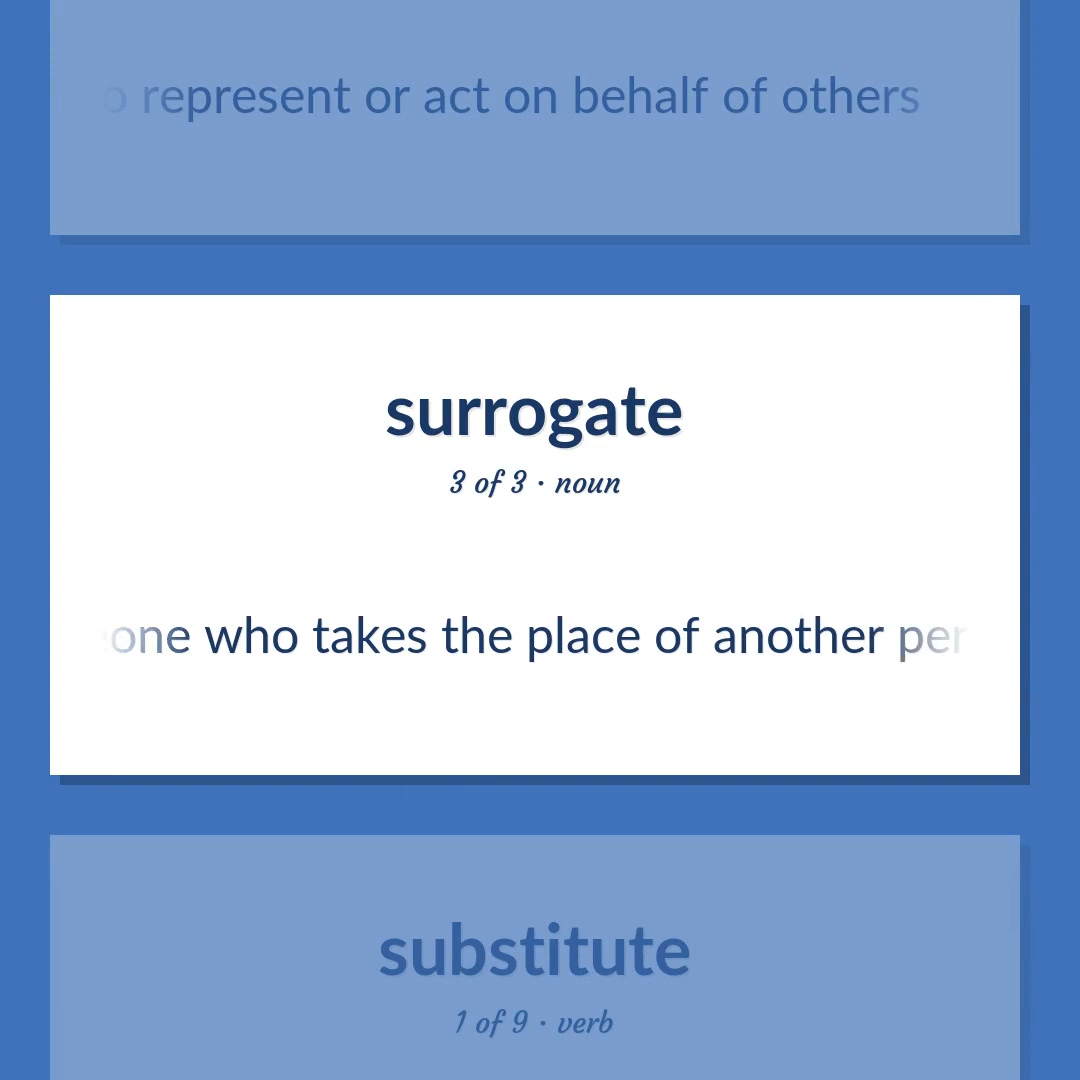 represent or act on behalf of others
surrogate
3 of 3 · noun
one who takes the place of another per
substitute
1 of 9 · verb